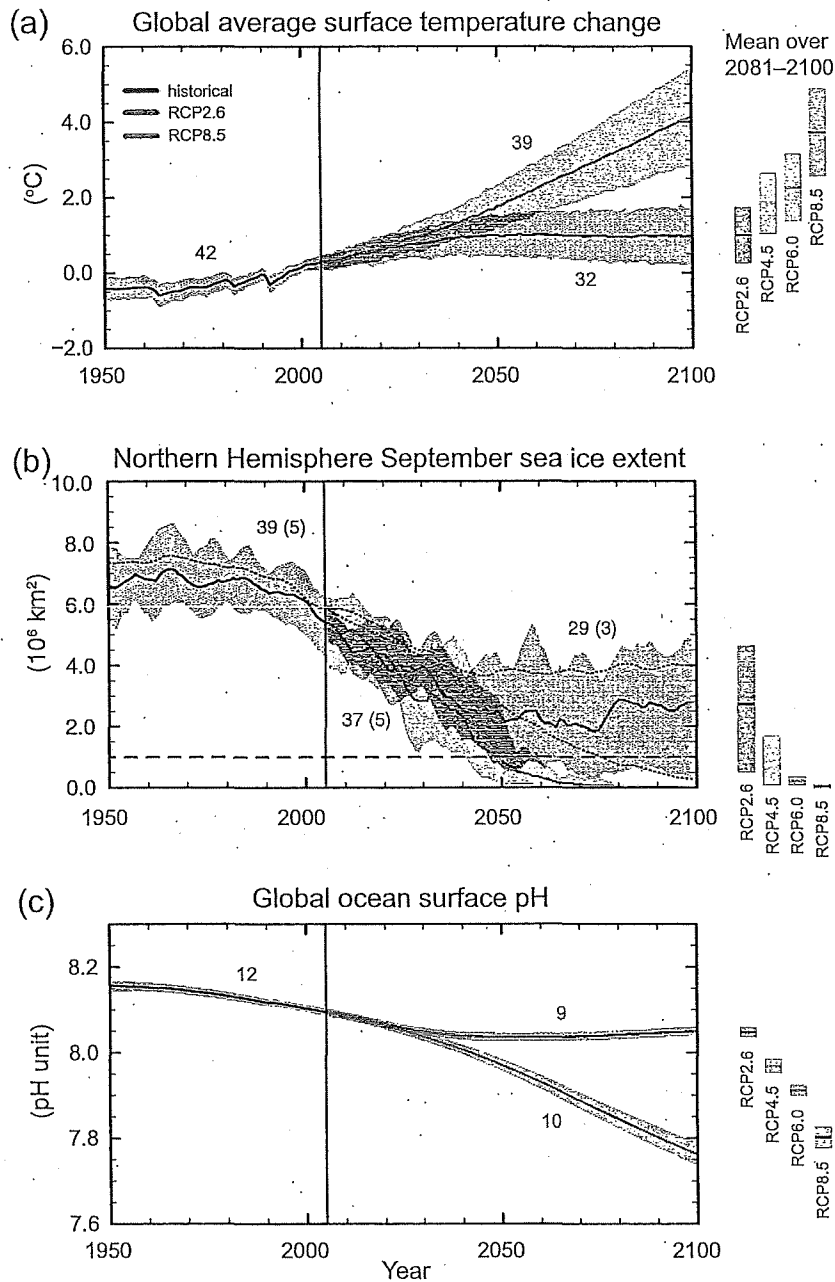 (a) Global average surface temperature change
Mean over
2081–2100
6.0
4.0
2.0
0.0
−2.0
(°C)
historical
RCP2.6
RCP8.5
42
39
32
1950
2000
2050
2100
RCP2.6
RCP4.5
RCP6.0
RCP8.5
(b) Northern Hemisphere September sea ice extent
10.0
8.0
6.0
4.0
2.0
0.0
(10⁶ km²)
39 (5)
29 (3)
37 (5)
1950
2000
2050
2100
RCP2.6
RCP4.5
RCP6.0
RCP8.5
(c) Global ocean surface pH
8.2
8.0
7.8
7.6
(pH unit)
12
9
10
1950
2000
2050
2100
Year
RCP2.6
RCP4.5
RCP6.0
RCP8.5